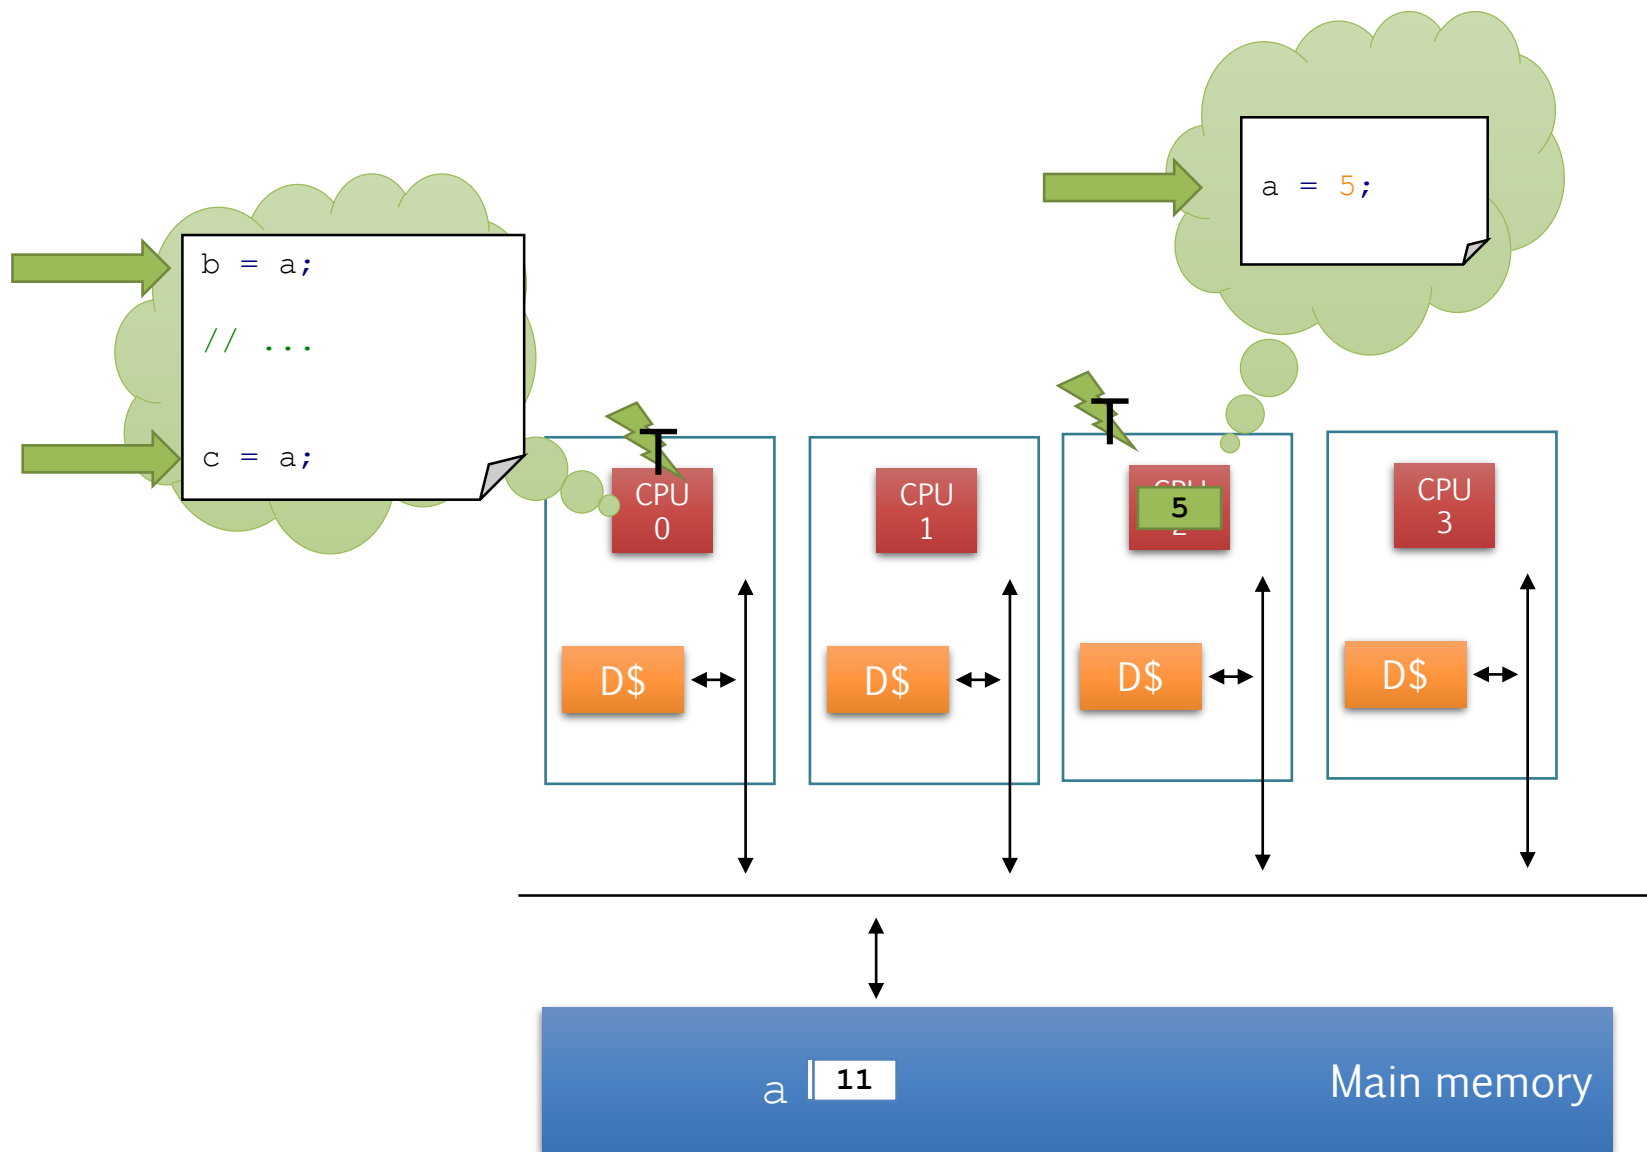 a = 5;
b = a;
// ...
c = a;
T
T
CPU
0
CPU
1
5
CPU
3
D$
D$
D$
D$
a
11
Main memory